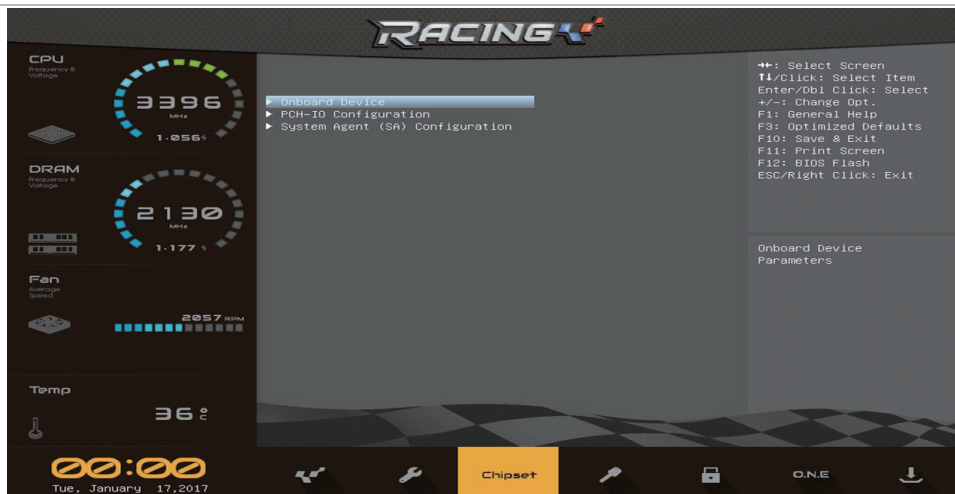 RACING
CPU
Frequency &
Voltage
3396
MHz
1.056
DRAM
Frequency &
Voltage
2130
MHz
1.177
Fan
Average
Speed
2057 RPM
Temp
36 °C
Onboard Device
PCH-IO Configuration
System Agent (SA) Configuration
→←: Select Screen
↑↓/Click: Select Item
Enter/Dbl Click: Select
+/-: Change Opt.
F1: General Help
F3: Optimized Defaults
F10: Save & Exit
F11: Print Screen
F12: BIOS Flash
ESC/Right Click: Exit
Onboard Device
Parameters
00:00
Tue, January 17,2017
Chipset
O.N.E